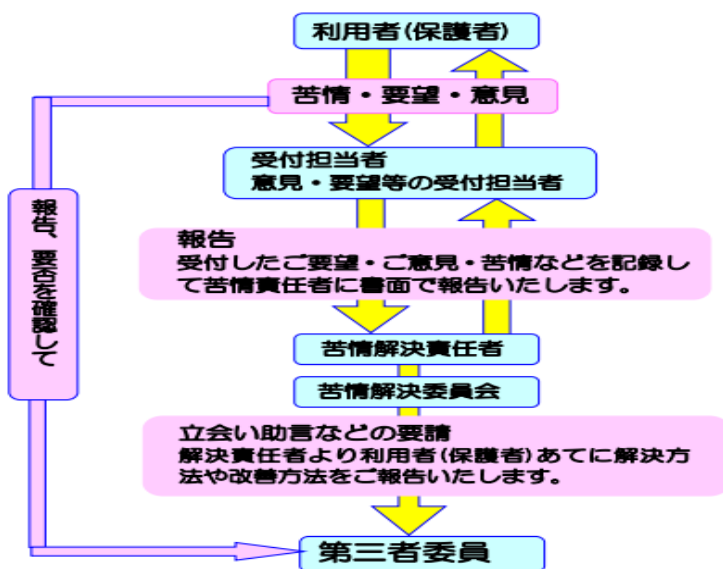 利用者(保護者)
苦情・要望・意見
受付担当者
意見・要望等の受付担当者
報告、要否を確認して
報告
受付したご要望・ご意見・苦情などを記録し
て苦情責任者に書面で報告いたします。
苦情解決責任者
苦情解決委員会
立会い助言などの要請
解決責任者より利用者(保護者)あてに解決方
法や改善方法をご報告いたします。
第三者委員